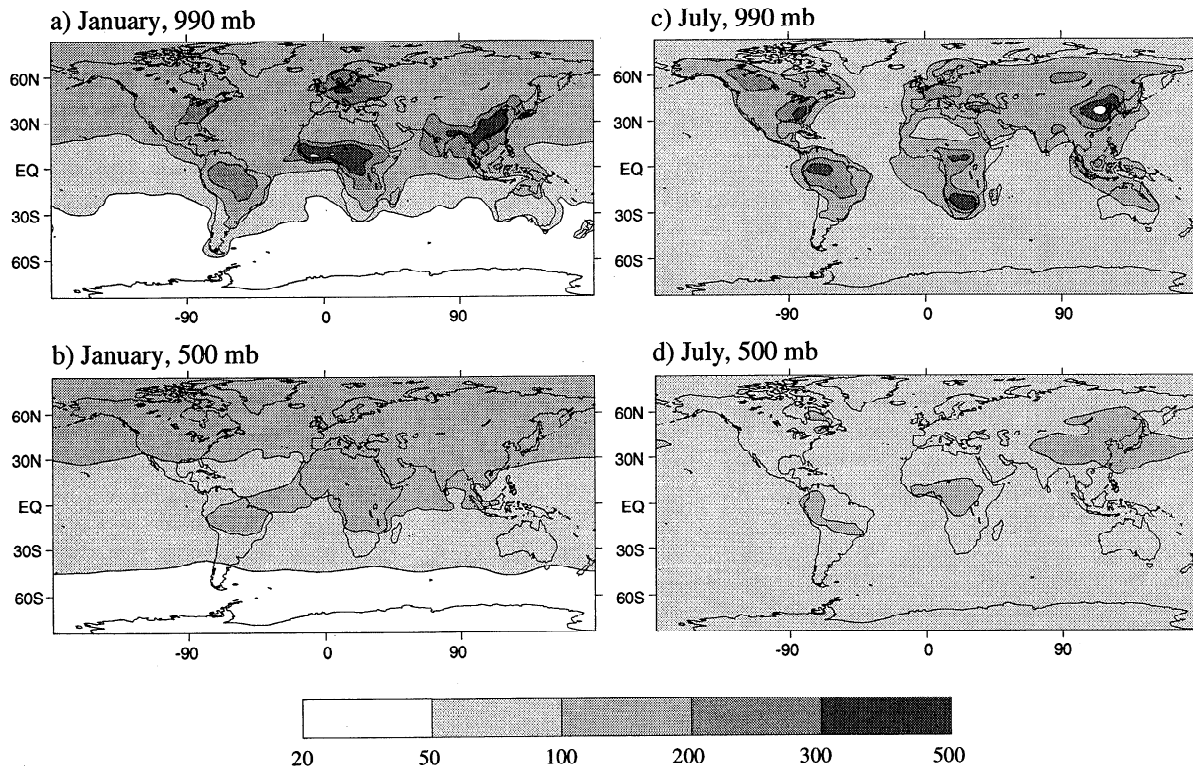 a) January, 990 mb
60N
30N
EQ
30S
60S
-90 0 90
c) July, 990 mb
60N
30N
EQ
30S
60S
-90 0 90
b) January, 500 mb
60N
30N
EQ
30S
60S
-90 0 90
d) July, 500 mb
60N
30N
EQ
30S
60S
-90 0 90
20 50 100 200 300 500